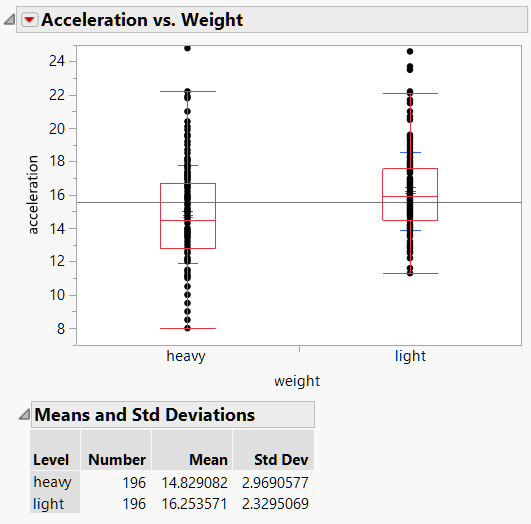 Acceleration vs. Weight
24
22
20
18
16
14
12
10
8
acceleration
heavy light
weight
Means and Std Deviations
Level Number Mean Std Dev
heavy 196 14.829082 2.9690577
light 196 16.253571 2.3295069